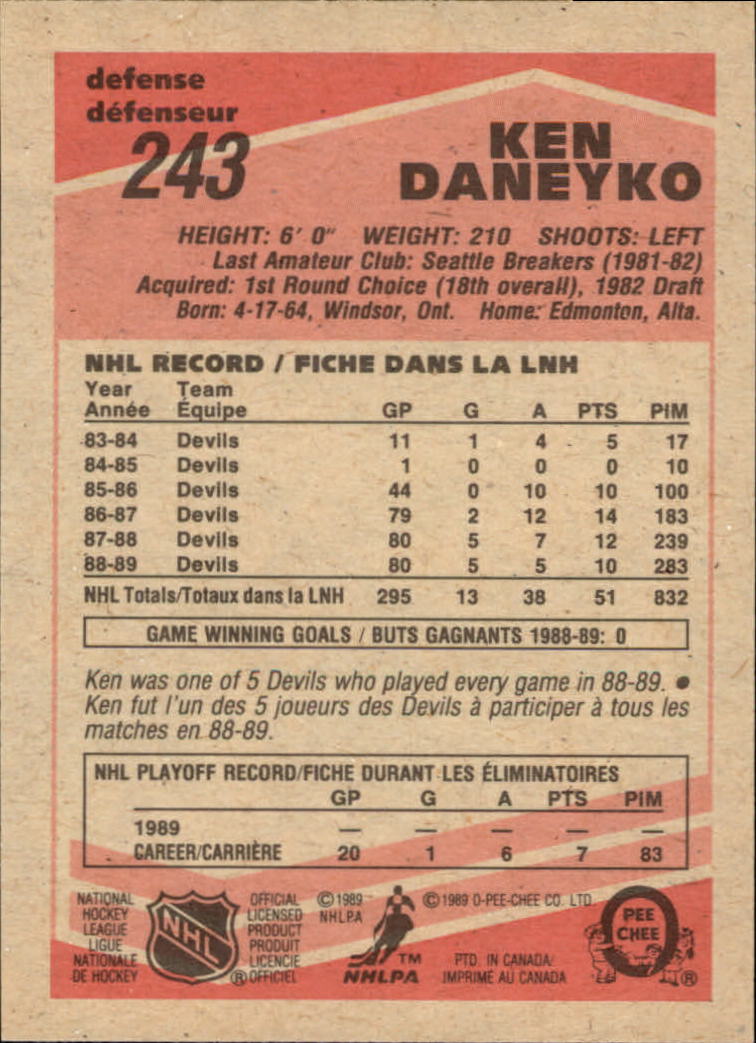 defense
défenseur
243
KEN
DANEYKO
HEIGHT: 6' 0" WEIGHT: 210 SHOOTS: LEFT
Last Amateur Club: Seattle Breakers (1981-82)
Acquired: 1st Round Choice (18th overall), 1982 Draft
Born: 4-17-64, Windsor, Ont. Home: Edmonton, Alta.
NHL RECORD / FICHE DANS LA LNH
Year Team
Année Équipe GP G A PTS PIM
83-84 Devils 11 1 4 5 17
84-85 Devils 1 0 0 0 10
85-86 Devils 44 0 10 10 100
86-87 Devils 79 2 12 14 183
87-88 Devils 80 5 7 12 239
88-89 Devils 80 5 5 10 283
NHL Totals/Totaux dans la LNH 295 13 38 51 832
GAME WINNING GOALS / BUTS GAGNANTS 1988-89: 0
Ken was one of 5 Devils who played every game in 88-89. ●
Ken fut l'un des 5 joueurs des Devils à participer à tous les
matches en 88-89.
NHL PLAYOFF RECORD/FICHE DURANT LES ÉLIMINATOIRES
GP G A PTS PIM
1989 — — — — —
CAREER/CARRIÈRE 20 1 6 7 83
NATIONAL
HOCKEY
LEAGUE
LIGUE
NATIONALE
DE HOCKEY
NHL
®
OFFICIAL
LICENSED
PRODUCT
PRODUIT
LICENCIE
OFFICIEL
© 1989
NHLPA
TM
NHLPA
© 1989 O-PEE-CHEE CO. LTD.
PTD. IN CANADA
IMPRIMÉ AU CANADA
O
PEE
CHEE
®